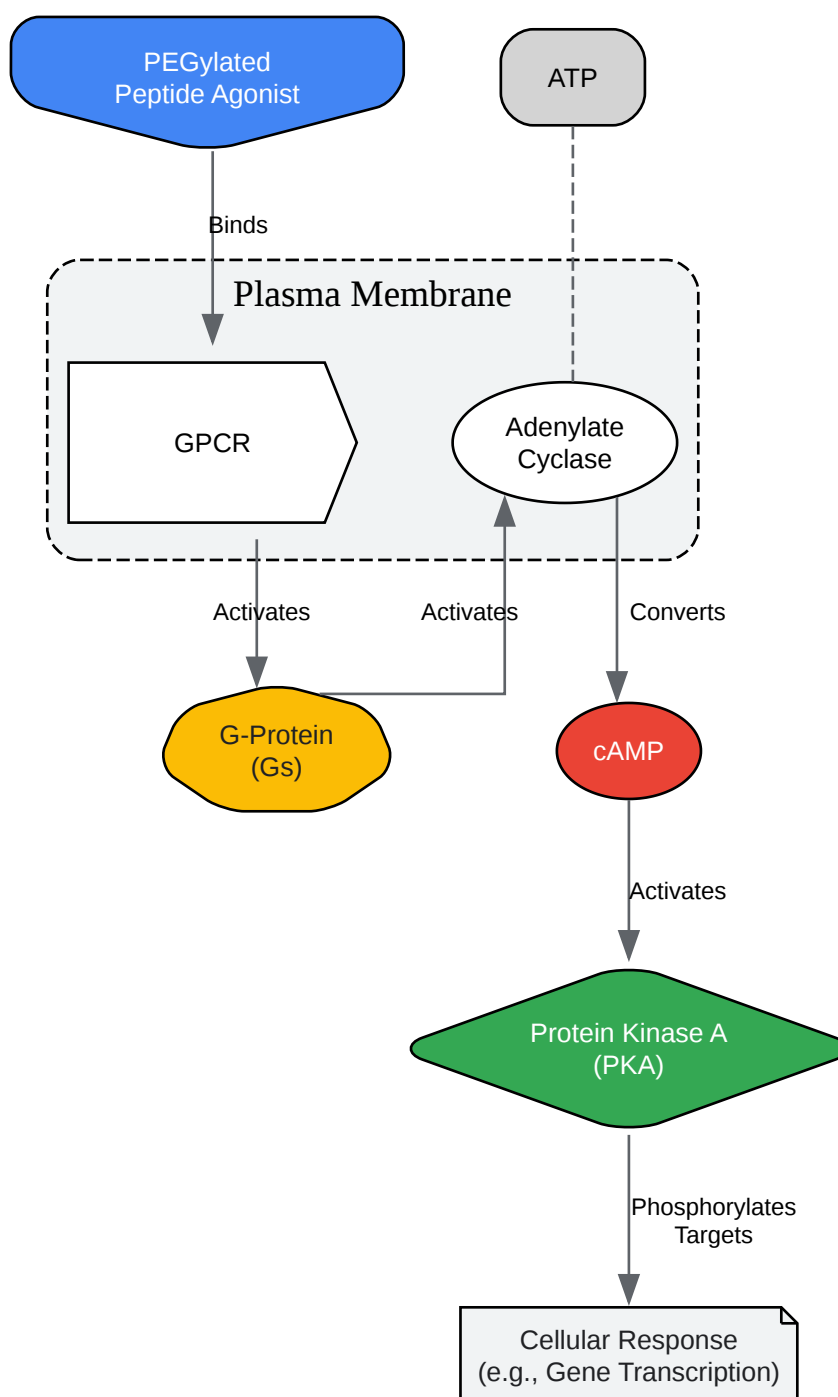 PEGylated
Peptide Agonist
ATP
Binds
Plasma Membrane
GPCR
Adenylate
Cyclase
Activates
Activates
Converts
G-Protein
(Gs)
cAMP
Activates
Protein Kinase A
(PKA)
Phosphorylates
Targets
Cellular Response
(e.g., Gene Transcription)